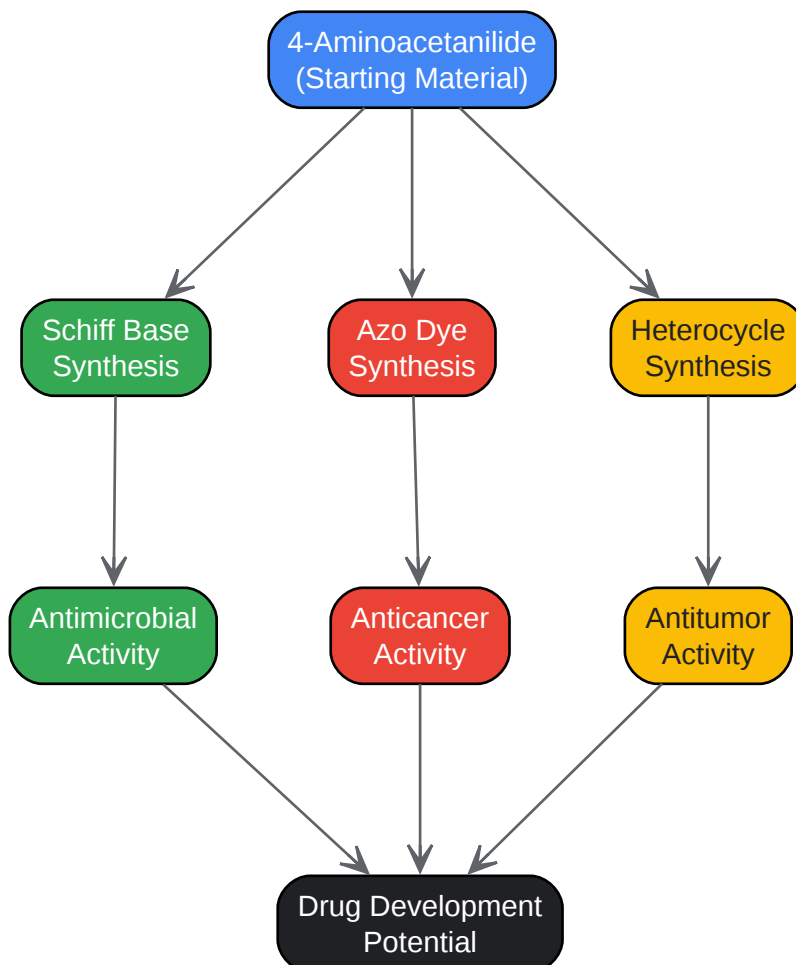 4-Aminoacetanilide
(Starting Material)
Schiff Base
Synthesis
Azo Dye
Synthesis
Heterocycle
Synthesis
Antimicrobial
Activity
Anticancer
Activity
Antitumor
Activity
Drug Development
Potential